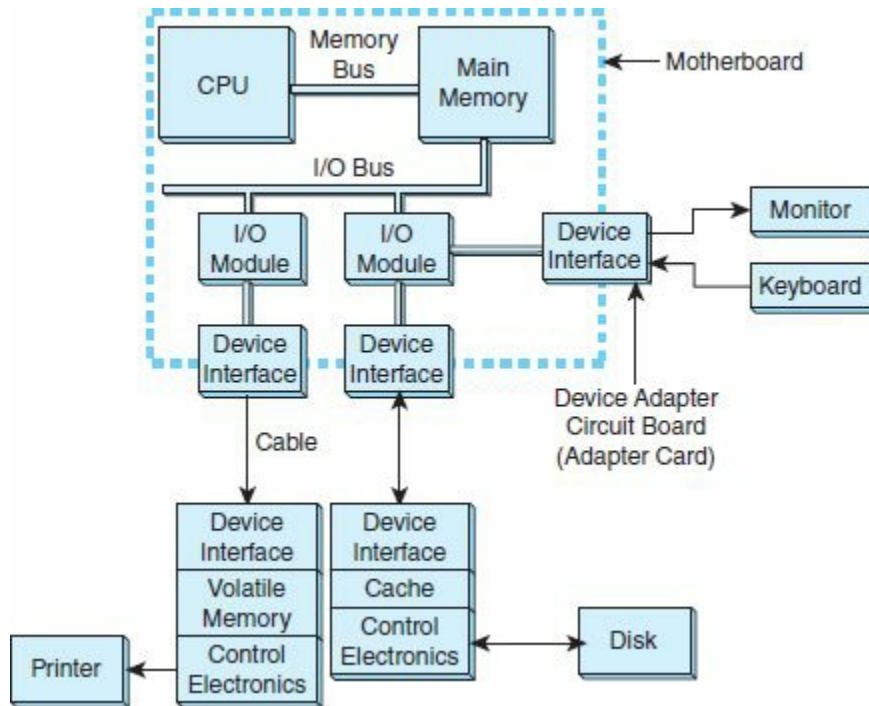 CPU
Memory
Bus
Main
Memory
Motherboard
I/O Bus
I/O
Module
I/O
Module
Device
Interface
Monitor
Keyboard
Device
Interface
Device
Interface
Device Adapter
Circuit Board
(Adapter Card)
Cable
Device
Interface
Volatile
Memory
Control
Electronics
Device
Interface
Cache
Control
Electronics
Disk
Printer